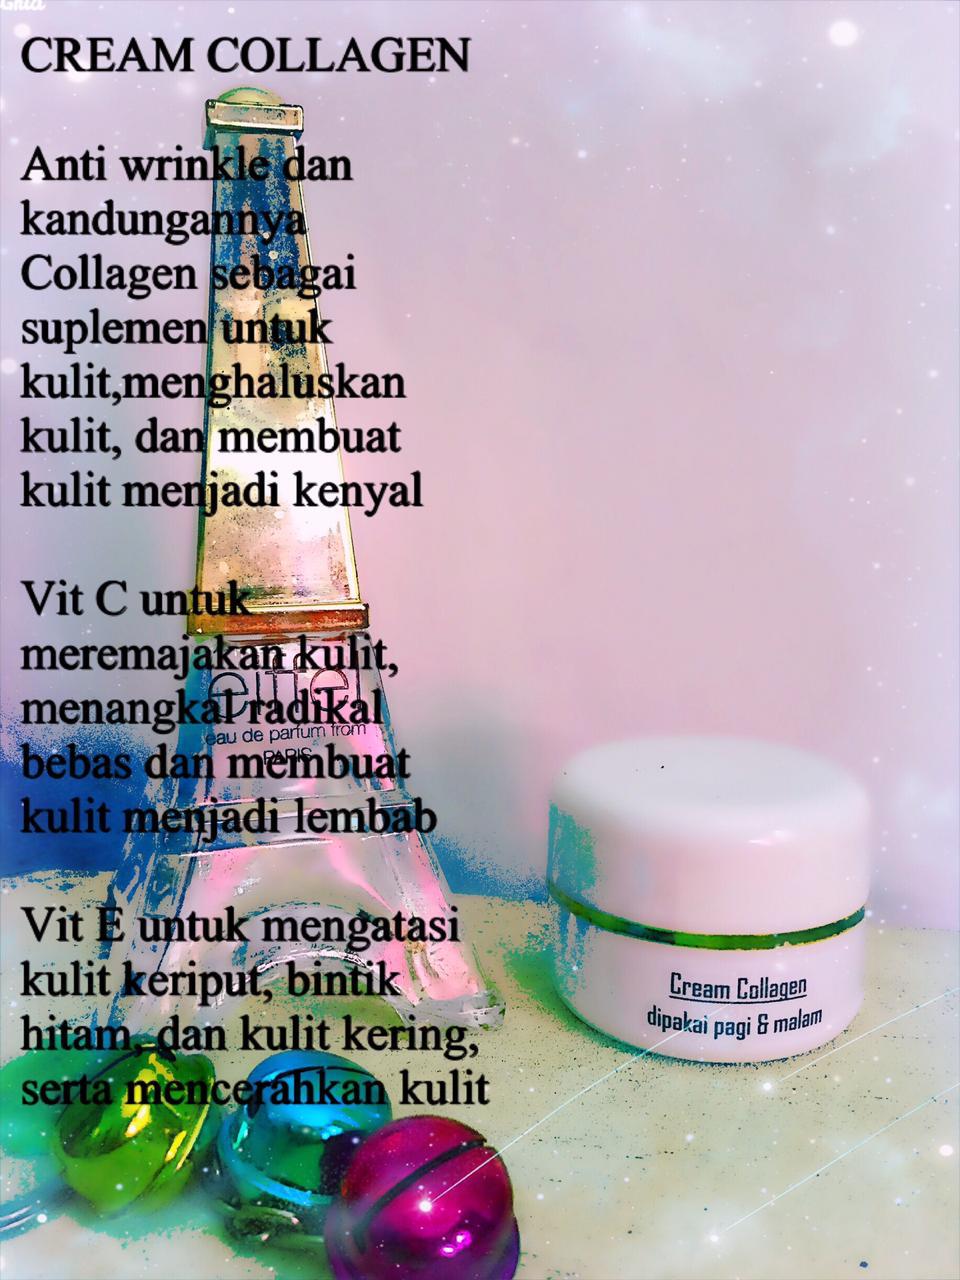 Ghia
CREAM COLLAGEN
Anti wrinkle dan
kandungannya
Collagen sebagai
suplemen untuk
kulit,menghaluskan
kulit, dan membuat
kulit menjadi kenyal
Vit C untuk
meremajakan kulit,
menangkal radikal
bebas dan membuat
kulit menjadi lembab
Vit E untuk mengatasi
kulit keriput, bintik
hitam, dan kulit kering,
serta mencerahkan kulit
eiffel
eau de parfum from
PARIS
Cream Collagen
dipakai pagi & malam